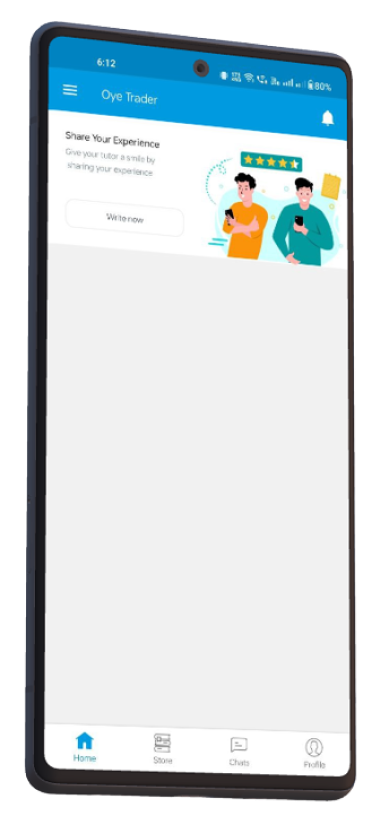 6:12
80%
Oye Trader
Share Your Experience
Give your tutor a smile by
sharing your experience
Write now
Home
Store
Chats
Profile